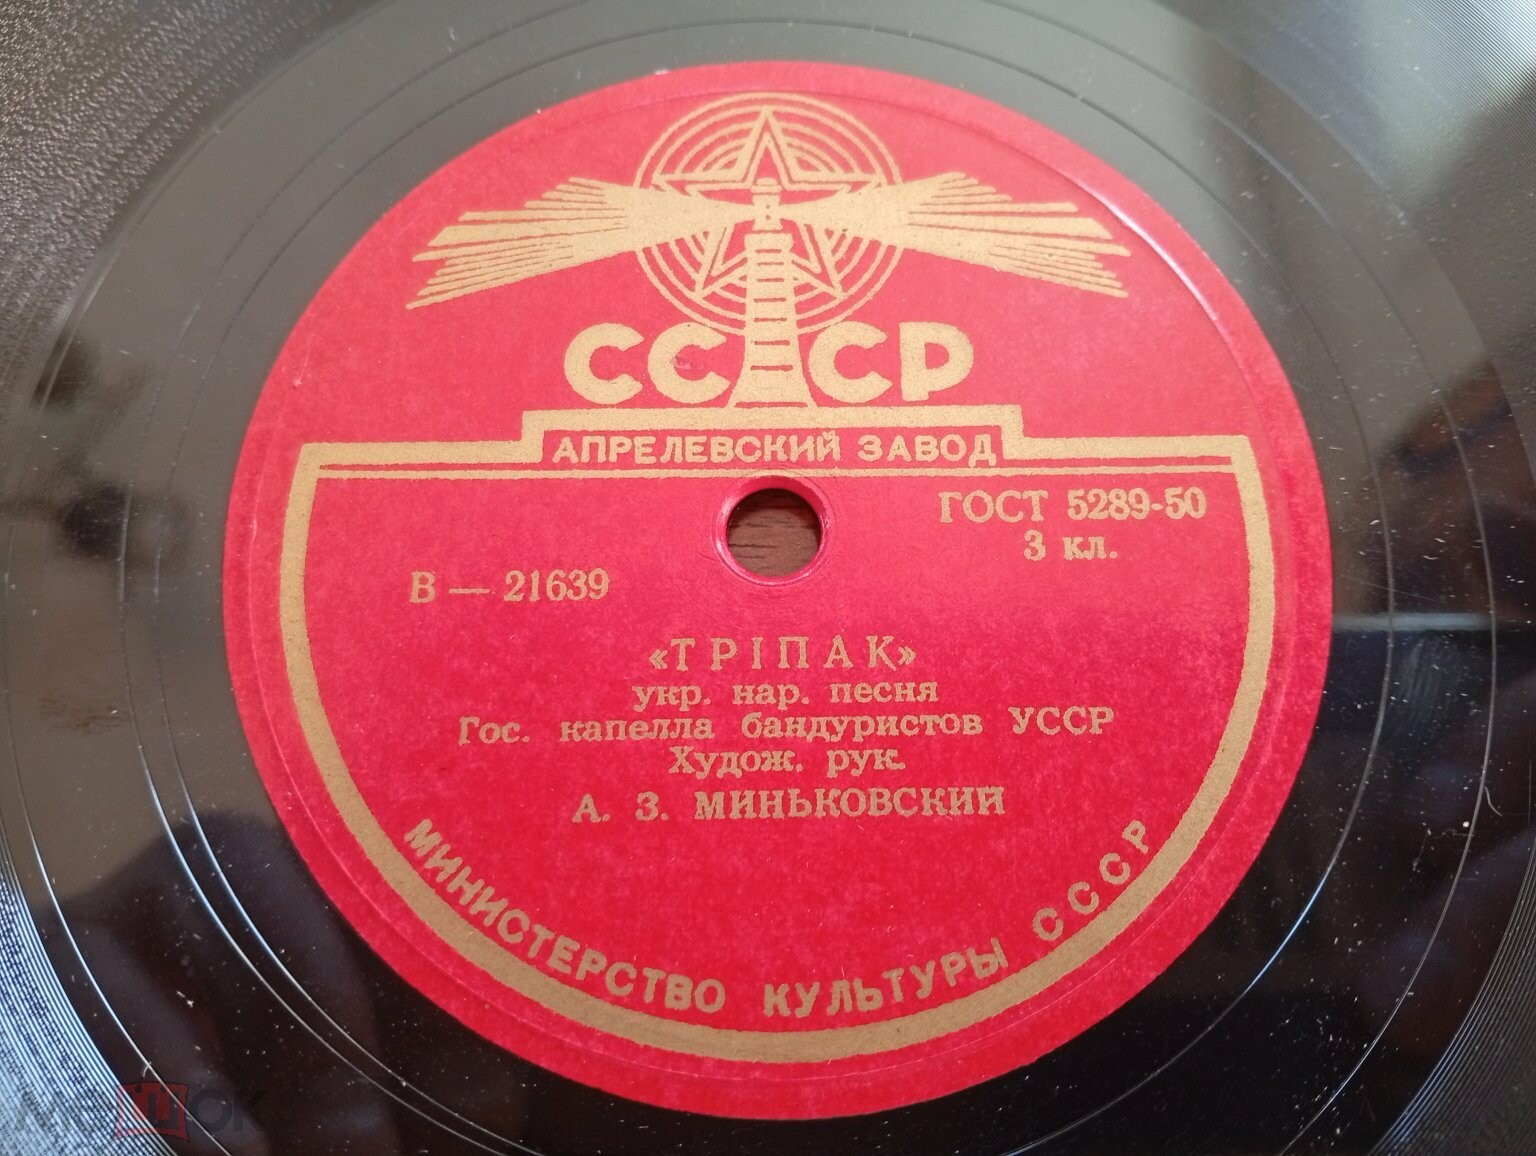 СССР
АПРЕЛЕВСКИЙ ЗАВОД
ГОСТ 5289-50
3 кл.
В — 21639
«ТРІПАК»
укр. нар. песня
Гос. капелла бандуристов УССР
Худож. рук.
А. З. МИНЬКОВСКИЙ
МИНИСТЕРСТВО КУЛЬТУРЫ СССР
мешок